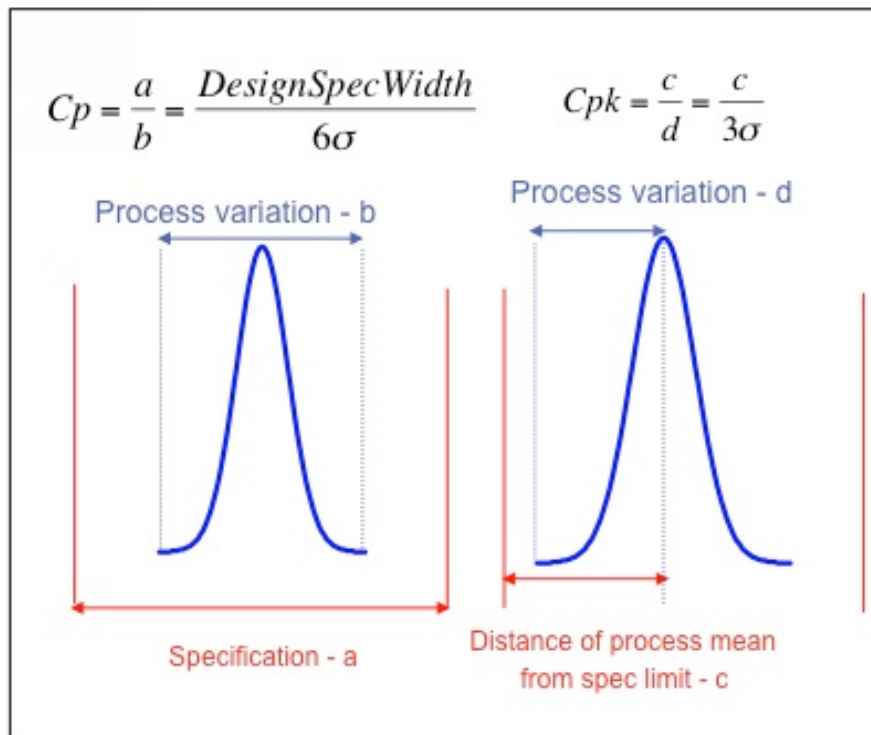 Cp = a/b = DesignSpecWidth/6σ
Cpk = c/d = c/3σ
Process variation - b
Process variation - d
Specification - a
Distance of process mean
from spec limit - c